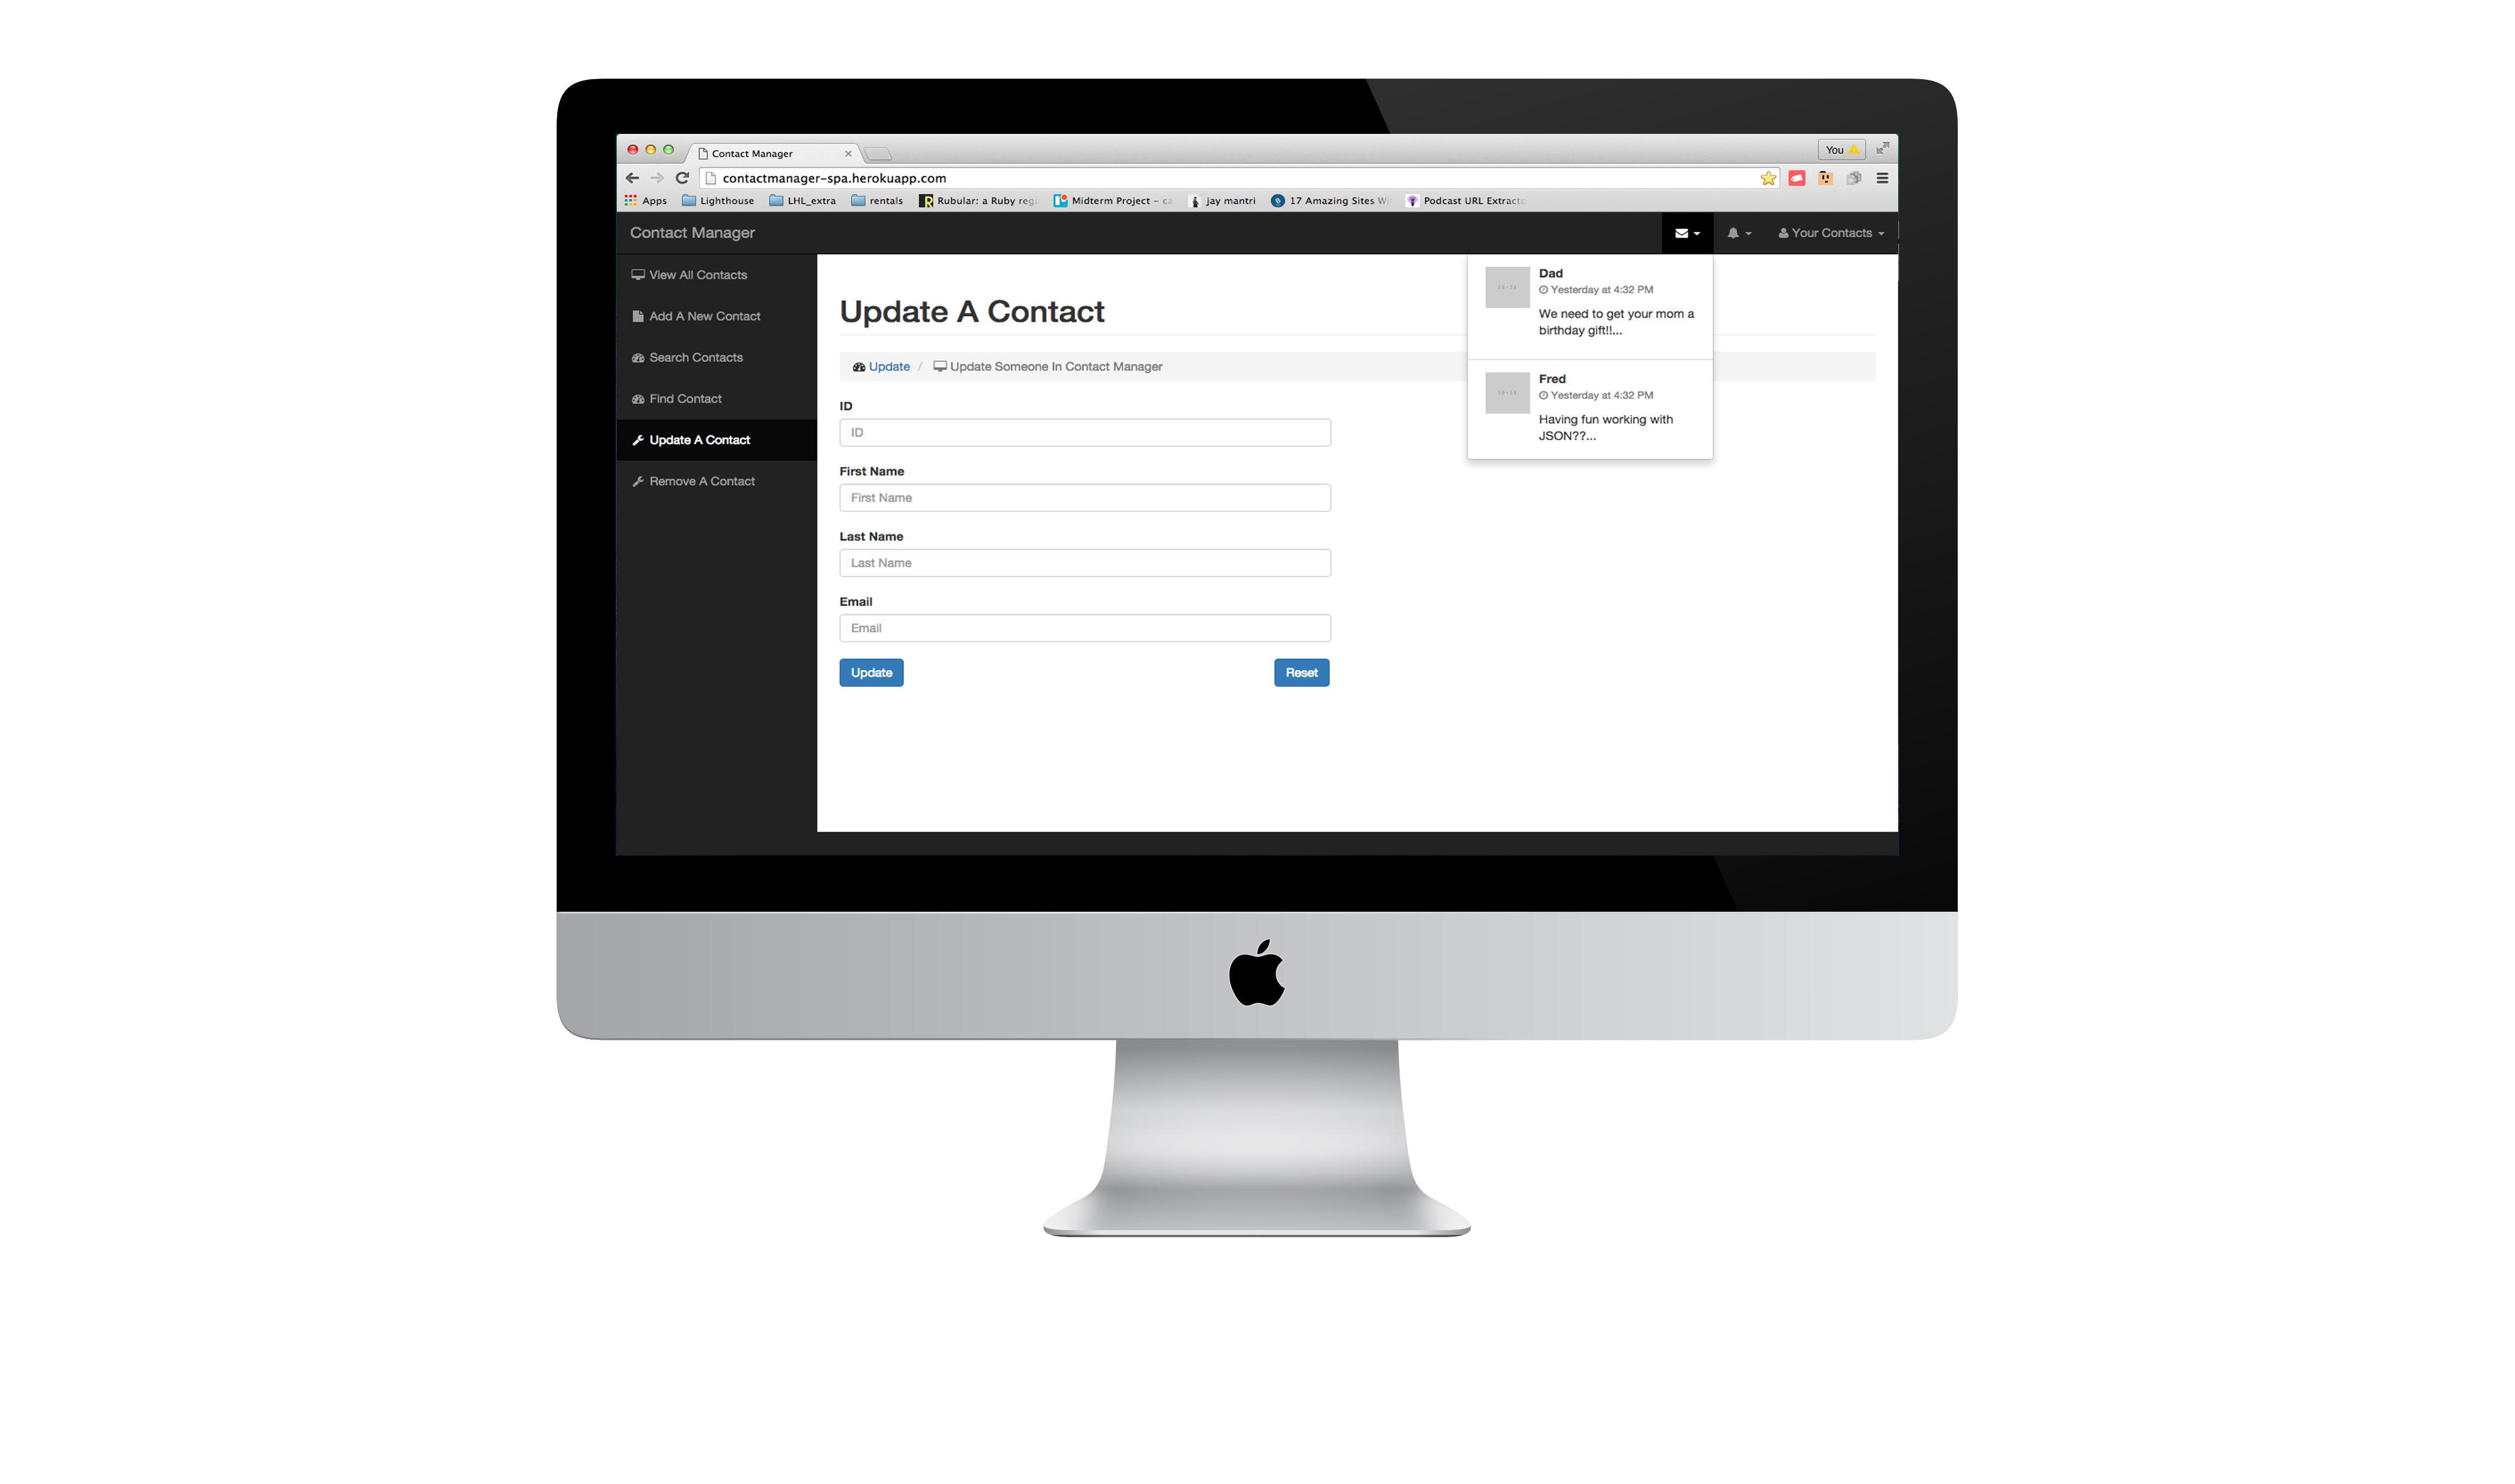 Contact Manager
You
contactmanager-spa.herokuapp.com
Apps
Lighthouse
LHL_extra
rentals
Rubular: a Ruby
Midterm Project –
jay mantri
17 Amazing Sites
Podcast URL
Contact Manager
Your Contacts
View All Contacts
Add A New Contact
Search Contacts
Find Contact
Update A Contact
Remove A Contact
Update A Contact
Update / Update Someone In Contact Manager
ID
ID
First Name
First Name
Last Name
Last Name
Email
Email
Update
Reset
Dad
Yesterday at 4:32 PM
We need to get your mom a
birthday gift!!...
Fred
Yesterday at 4:32 PM
Having fun working with
JSON??...